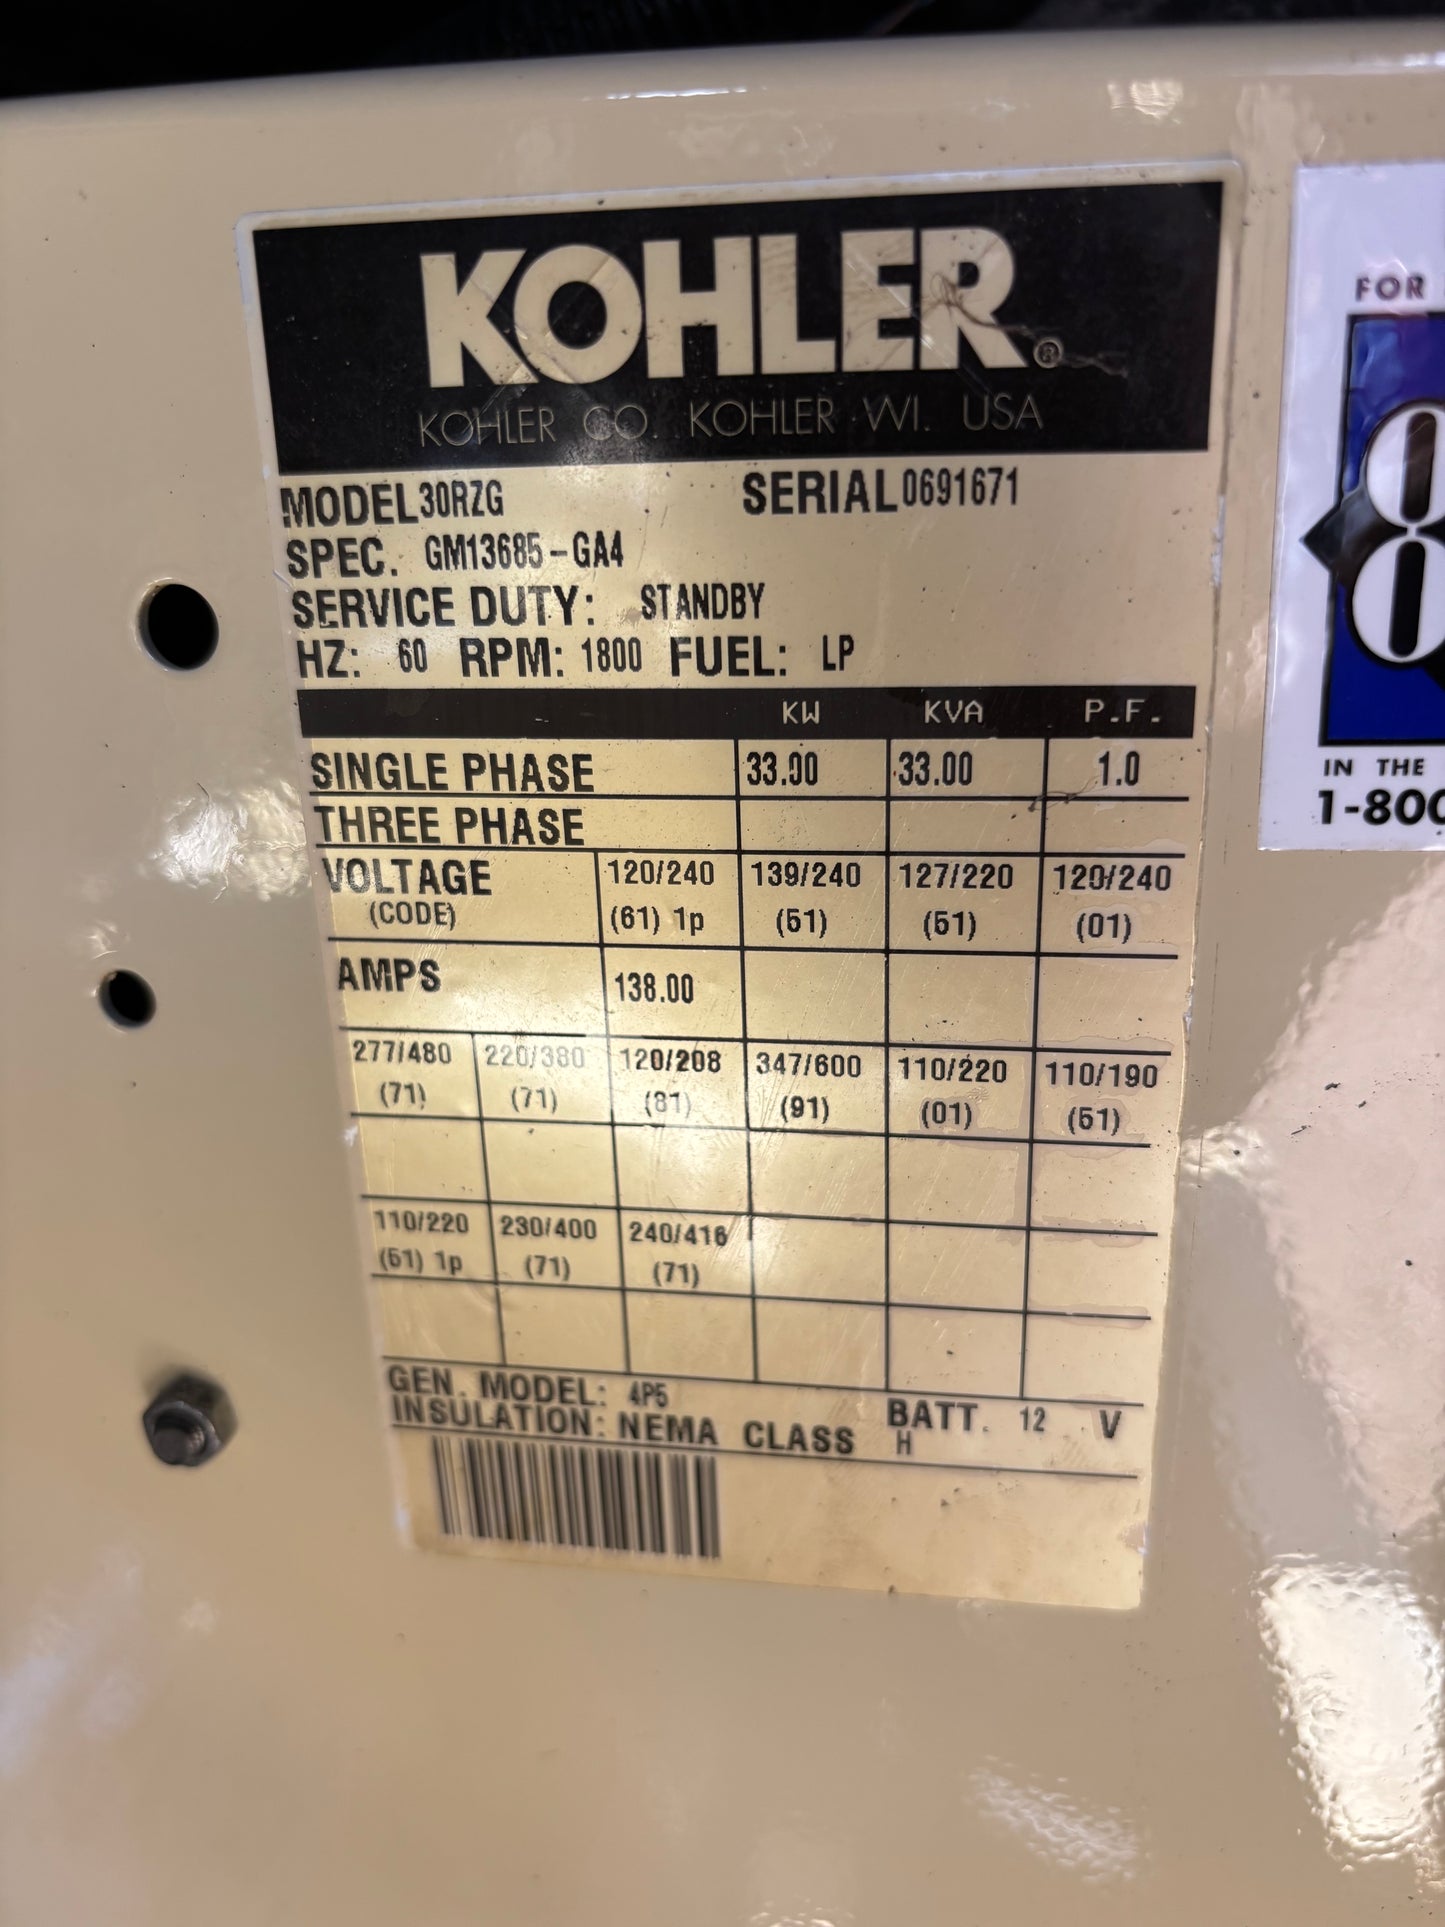 KOHLER®
KOHLER CO. KOHLER WI. USA
MODEL 30RZG SERIAL 0691671
SPEC. GM13685-GA4
SERVICE DUTY: STANDBY
HZ: 60 RPM: 1800 FUEL: LP
KW KVA P.F.
SINGLE PHASE 33.00 33.00 1.0
THREE PHASE
VOLTAGE 120/240 139/240 127/220 120/240
(CODE) (61) 1p (51) (51) (01)
AMPS 138.00
277/480 220/380 120/208 347/600 110/220 110/190
(71) (71) (81) (91) (01) (51)
110/220 230/400 240/416
(51) 1p (71) (71)
GEN. MODEL: 4P5 BATT. 12 V
INSULATION: NEMA CLASS H
FOR
8
IN THE
1-800